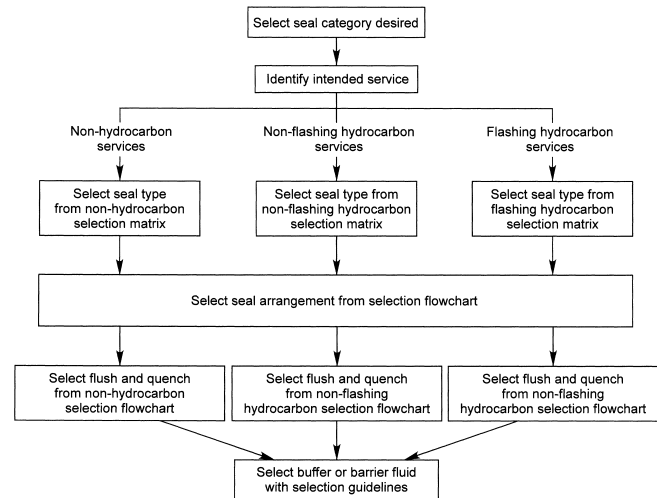 Select seal category desired
Identify intended service
Non-hydrocarbon
services
Non-flashing hydrocarbon
services
Flashing hydrocarbon
services
Select seal type
from non-hydrocarbon
selection matrix
Select seal type from
non-flashing hydrocarbon
selection matrix
Select seal type from
flashing hydrocarbon
selection matrix
Select seal arrangement from selection flowchart
Select flush and quench
from non-hydrocarbon
selection flowchart
Select flush and quench
from non-flashing
hydrocarbon selection flowchart
Select flush and quench
from non-flashing
hydrocarbon selection flowchart
Select buffer or barrier fluid
with selection guidelines